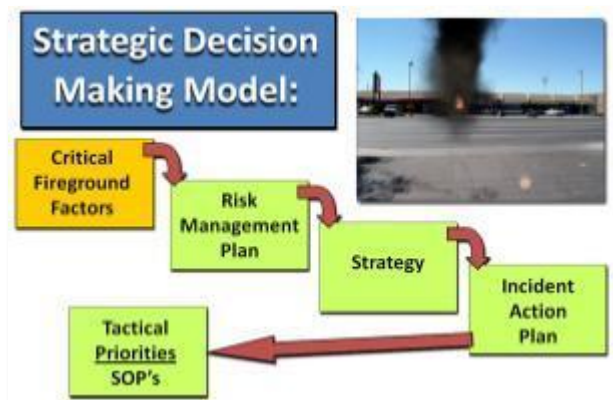 Strategic Decision
Making Model:
Critical
Fireground
Factors
Risk
Management
Plan
Strategy
Incident
Action
Plan
Tactical
Priorities
SOP's